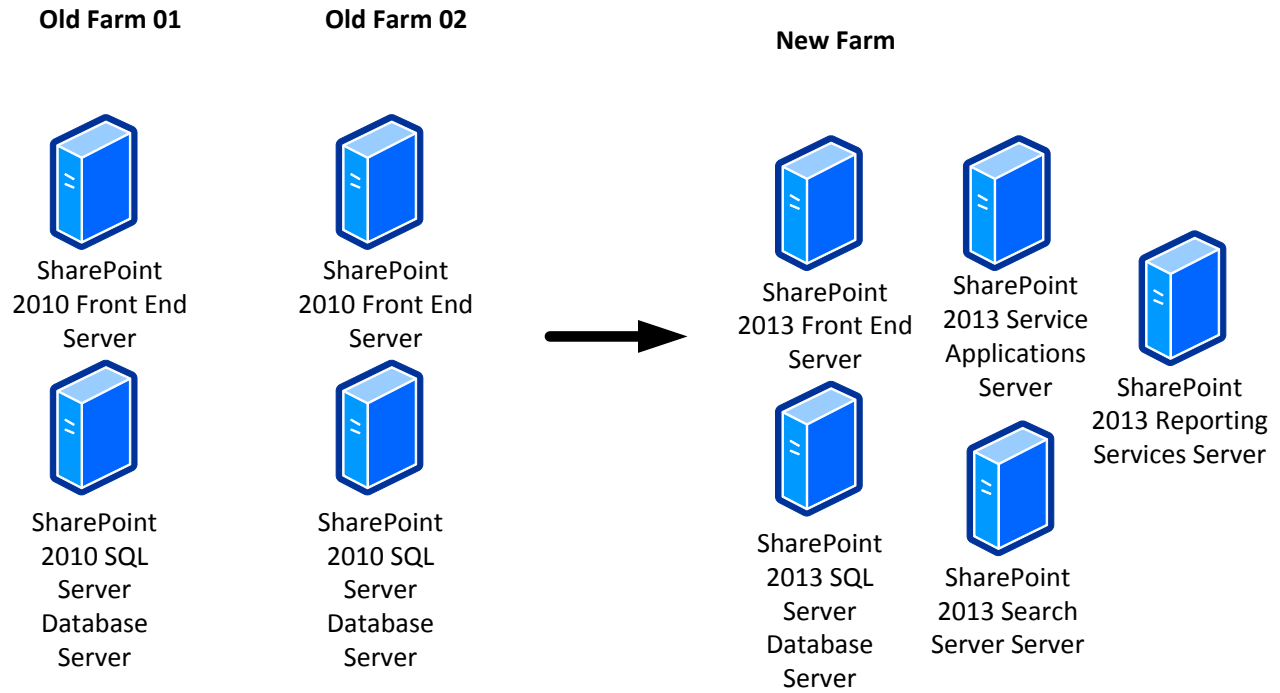 Old Farm 01
Old Farm 02
New Farm
SharePoint
2010 Front End
Server
SharePoint
2010 Front End
Server
SharePoint
2013 Front End
Server
SharePoint
2013 Service
Applications
Server
SharePoint
2013 Reporting
Services Server
SharePoint
2010 SQL
Server
Database
Server
SharePoint
2010 SQL
Server
Database
Server
SharePoint
2013 SQL
Server
Database
Server
SharePoint
2013 Search
Server Server